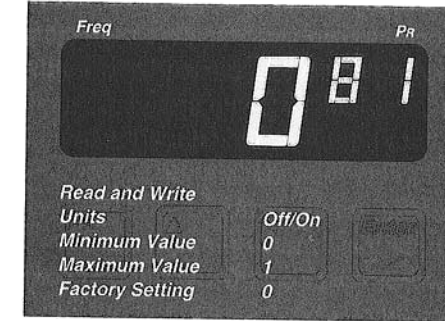 Freq PR
0 81
Read and Write
Units Off/On
Minimum Value 0
Maximum Value 1
Factory Setting 0